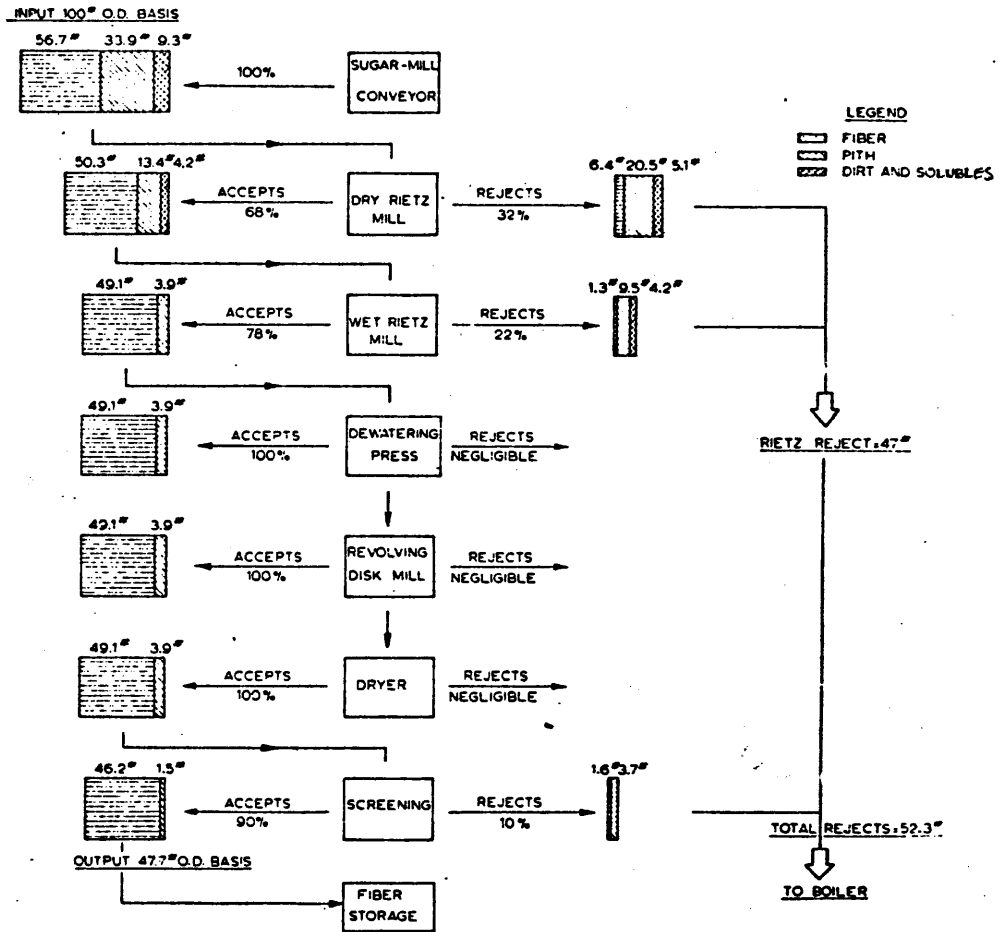 INPUT 100# O.D. BASIS
56.7# 33.9# 9.3#
100%
SUGAR-MILL
CONVEYOR
LEGEND
FIBER
PITH
DIRT AND SOLUBLES
50.3# 13.4# 4.2#
ACCEPTS
68%
DRY RIETZ
MILL
REJECTS
32%
6.4# 20.5# 5.1#
49.1# 3.9#
ACCEPTS
78%
WET RIETZ
MILL
REJECTS
22%
1.3# 9.5# 4.2#
49.1# 3.9#
ACCEPTS
100%
DEWATERING
PRESS
REJECTS
NEGLIGIBLE
RIETZ REJECT=47#
49.1# 3.9#
ACCEPTS
100%
REVOLVING
DISK MILL
REJECTS
NEGLIGIBLE
49.1# 3.9#
ACCEPTS
100%
DRYER
REJECTS
NEGLIGIBLE
46.2# 1.5#
ACCEPTS
90%
SCREENING
REJECTS
10%
1.6# 3.7#
TOTAL REJECTS=52.3#
OUTPUT 47.7# O.D. BASIS
TO BOILER
FIBER
STORAGE